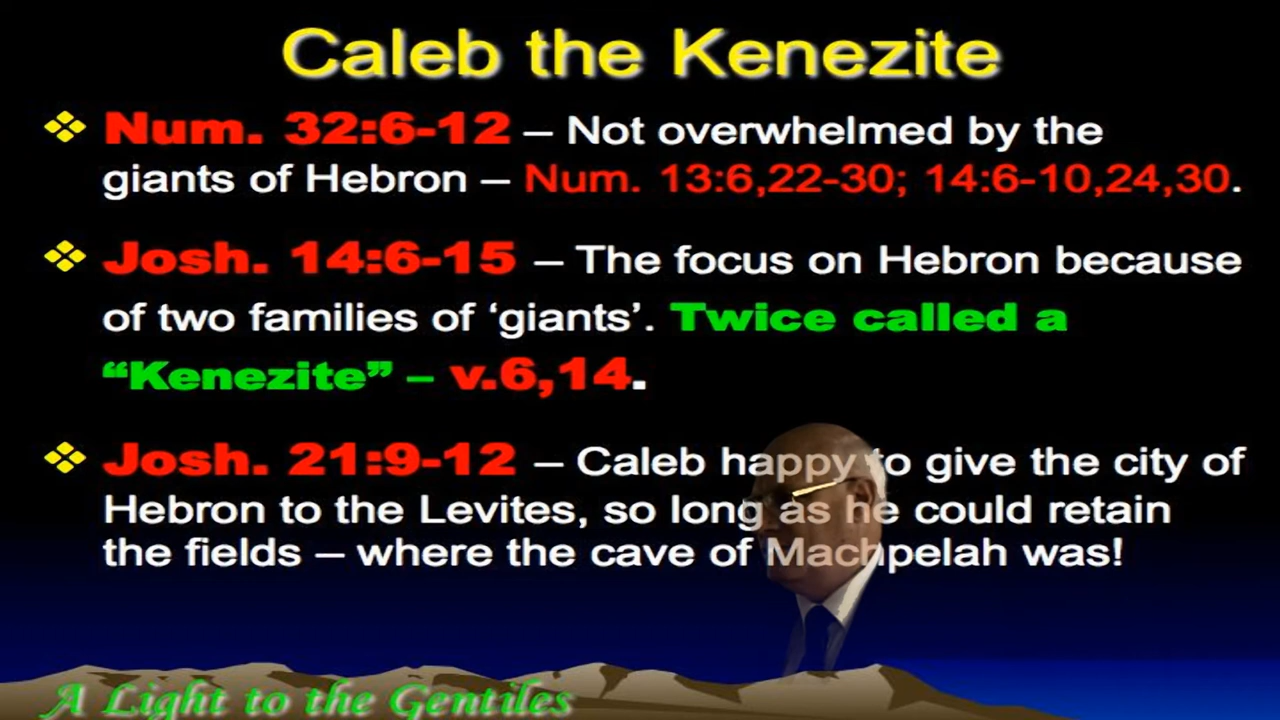 Caleb the Kenezite
Num. 32:6-12 – Not overwhelmed by the
giants of Hebron – Num. 13:6,22-30; 14:6-10,24,30.
Josh. 14:6-15 – The focus on Hebron because
of two families of ‘giants’. Twice called a
“Kenezite” – v.6,14.
Josh. 21:9-12 – Caleb happy to give the city of
Hebron to the Levites, so long as he could retain
the fields – where the cave of Machpelah was!
A Light to the Gentiles